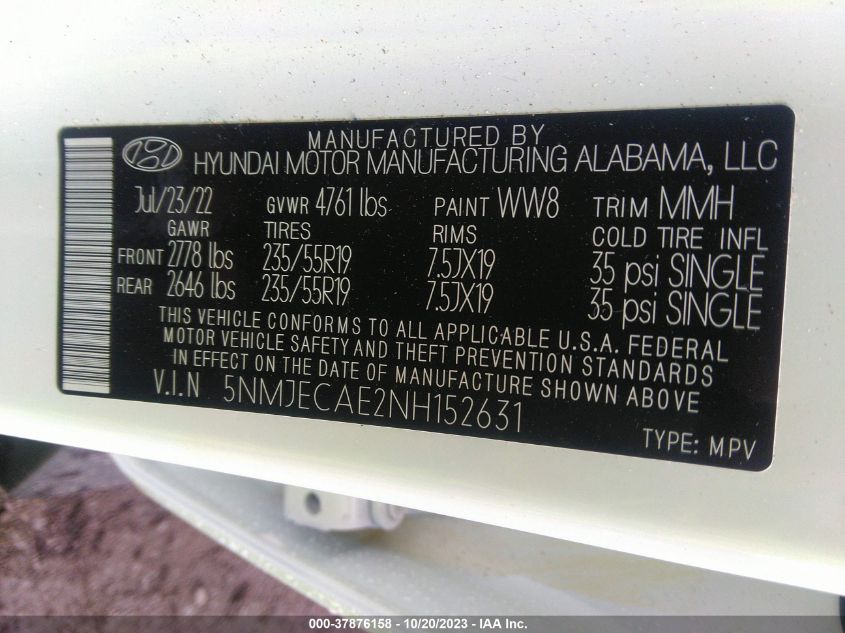 MANUFACTURED BY
HYUNDAI MOTOR MANUFACTURING ALABAMA, LLC
Jul/23/22 GVWR 4761 lbs PAINT WW8 TRIM MMH
GAWR TIRES RIMS COLD TIRE INFL
FRONT 2778 lbs 235/55R19 7.5JX19 35 psi SINGLE
REAR 2646 lbs 235/55R19 7.5JX19 35 psi SINGLE
THIS VEHICLE CONFORMS TO ALL APPLICABLE U.S.A. FEDERAL
MOTOR VEHICLE SAFETY AND THEFT PREVENTION STANDARDS
IN EFFECT ON THE DATE OF MANUFACTURE SHOWN ABOVE
V.I.N 5NMJECAE2NH152631
TYPE: MPV
000-37876158 - 10/20/2023 - IAA Inc.